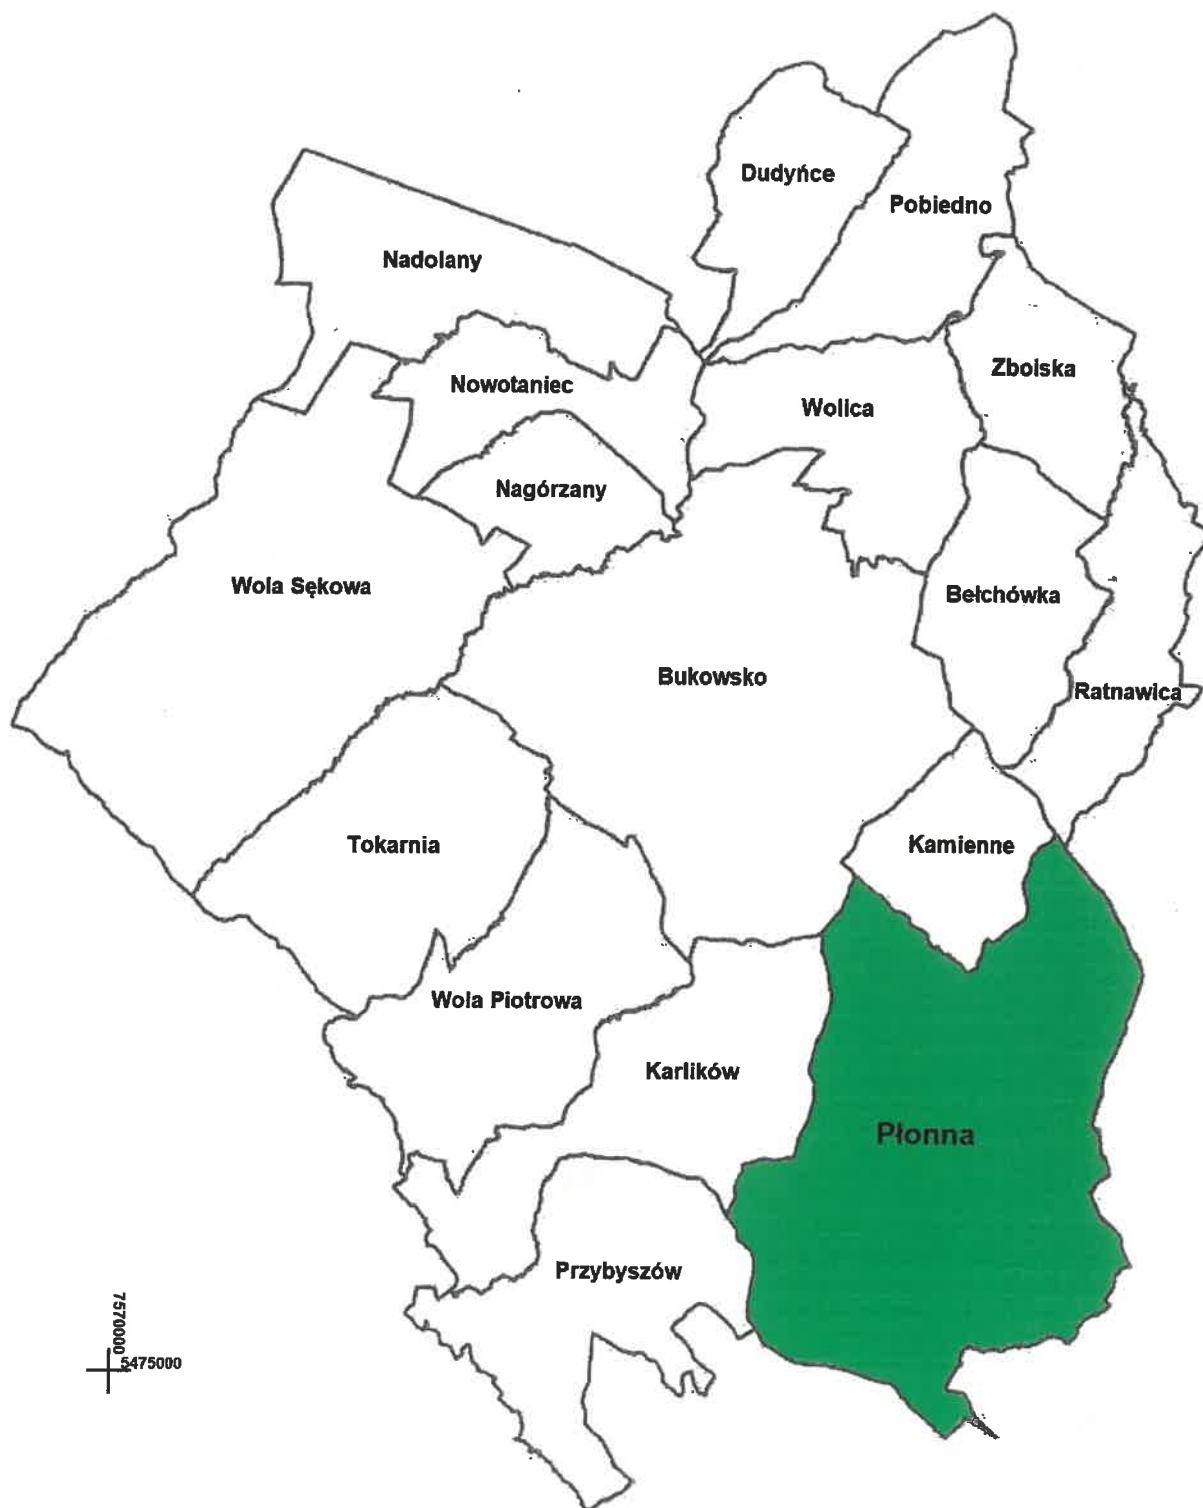 Dudyńce
Pobiedno
Nadolany
Zboiska
Nowotaniec
Wolica
Nagórzany
Wola Sękowa
Bełchówka
Bukowsko
Ratnawica
Tokarnia
Kamienne
Wola Piotrowa
Karlików
Płonna
Przybyszów
7570000
5475000